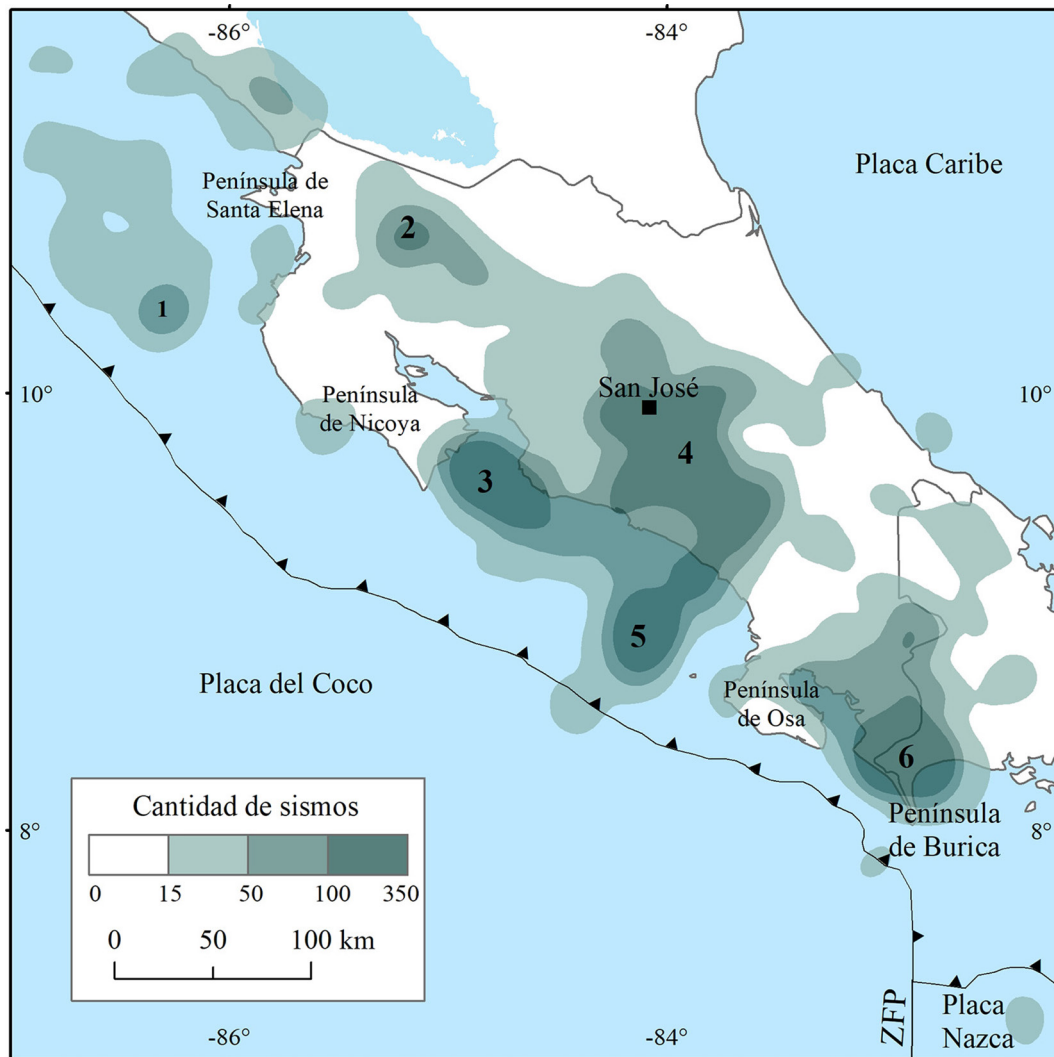 -86°
-84°
Placa Caribe
Península de
Santa Elena
2
1
10°
San José
10°
Península
de Nicoya
4
3
5
Placa del Coco
Península
de Osa
6
Cantidad de sismos
0 15 50 100 350
0 50 100 km
8°
Península
de Burica
8°
ZFP
Placa
Nazca
-86°
-84°